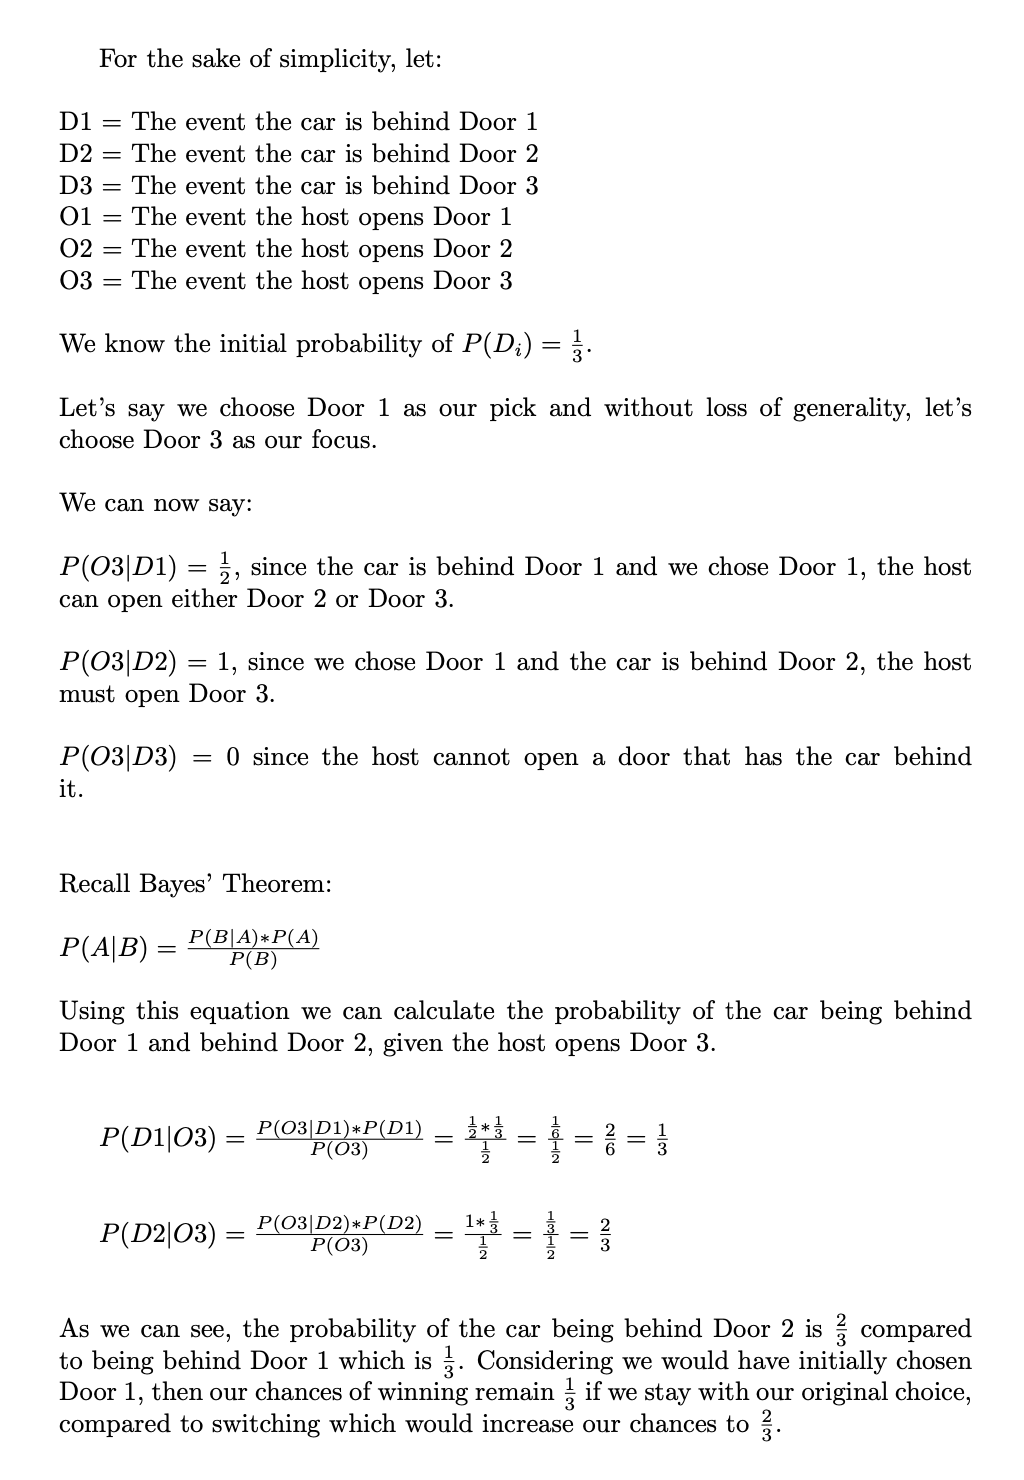 For the sake of simplicity, let:
D1 = The event the car is behind Door 1
D2 = The event the car is behind Door 2
D3 = The event the car is behind Door 3
O1 = The event the host opens Door 1
O2 = The event the host opens Door 2
O3 = The event the host opens Door 3
We know the initial probability of $P(D_i) = \frac{1}{3}$.
Let’s say we choose Door 1 as our pick and without loss of generality, let’s
choose Door 3 as our focus.
We can now say:
$P(O3|D1) = \frac{1}{2}$, since the car is behind Door 1 and we chose Door 1, the host
can open either Door 2 or Door 3.
$P(O3|D2) = 1$, since we chose Door 1 and the car is behind Door 2, the host
must open Door 3.
$P(O3|D3) = 0$ since the host cannot open a door that has the car behind
it.
Recall Bayes’ Theorem:
$P(A|B) = \frac{P(B|A)*P(A)}{P(B)}$
Using this equation we can calculate the probability of the car being behind
Door 1 and behind Door 2, given the host opens Door 3.
$P(D1|O3) = \frac{P(O3|D1)*P(D1)}{P(O3)} = \frac{\frac{1}{2}*\frac{1}{3}}{\frac{1}{2}} = \frac{\frac{1}{6}}{\frac{1}{2}} = \frac{2}{6} = \frac{1}{3}$
$P(D2|O3) = \frac{P(O3|D2)*P(D2)}{P(O3)} = \frac{1*\frac{1}{3}}{\frac{1}{2}} = \frac{\frac{1}{3}}{\frac{1}{2}} = \frac{2}{3}$
As we can see, the probability of the car being behind Door 2 is $\frac{2}{3}$ compared
to being behind Door 1 which is $\frac{1}{3}$. Considering we would have initially chosen
Door 1, then our chances of winning remain $\frac{1}{3}$ if we stay with our original choice,
compared to switching which would increase our chances to $\frac{2}{3}$.